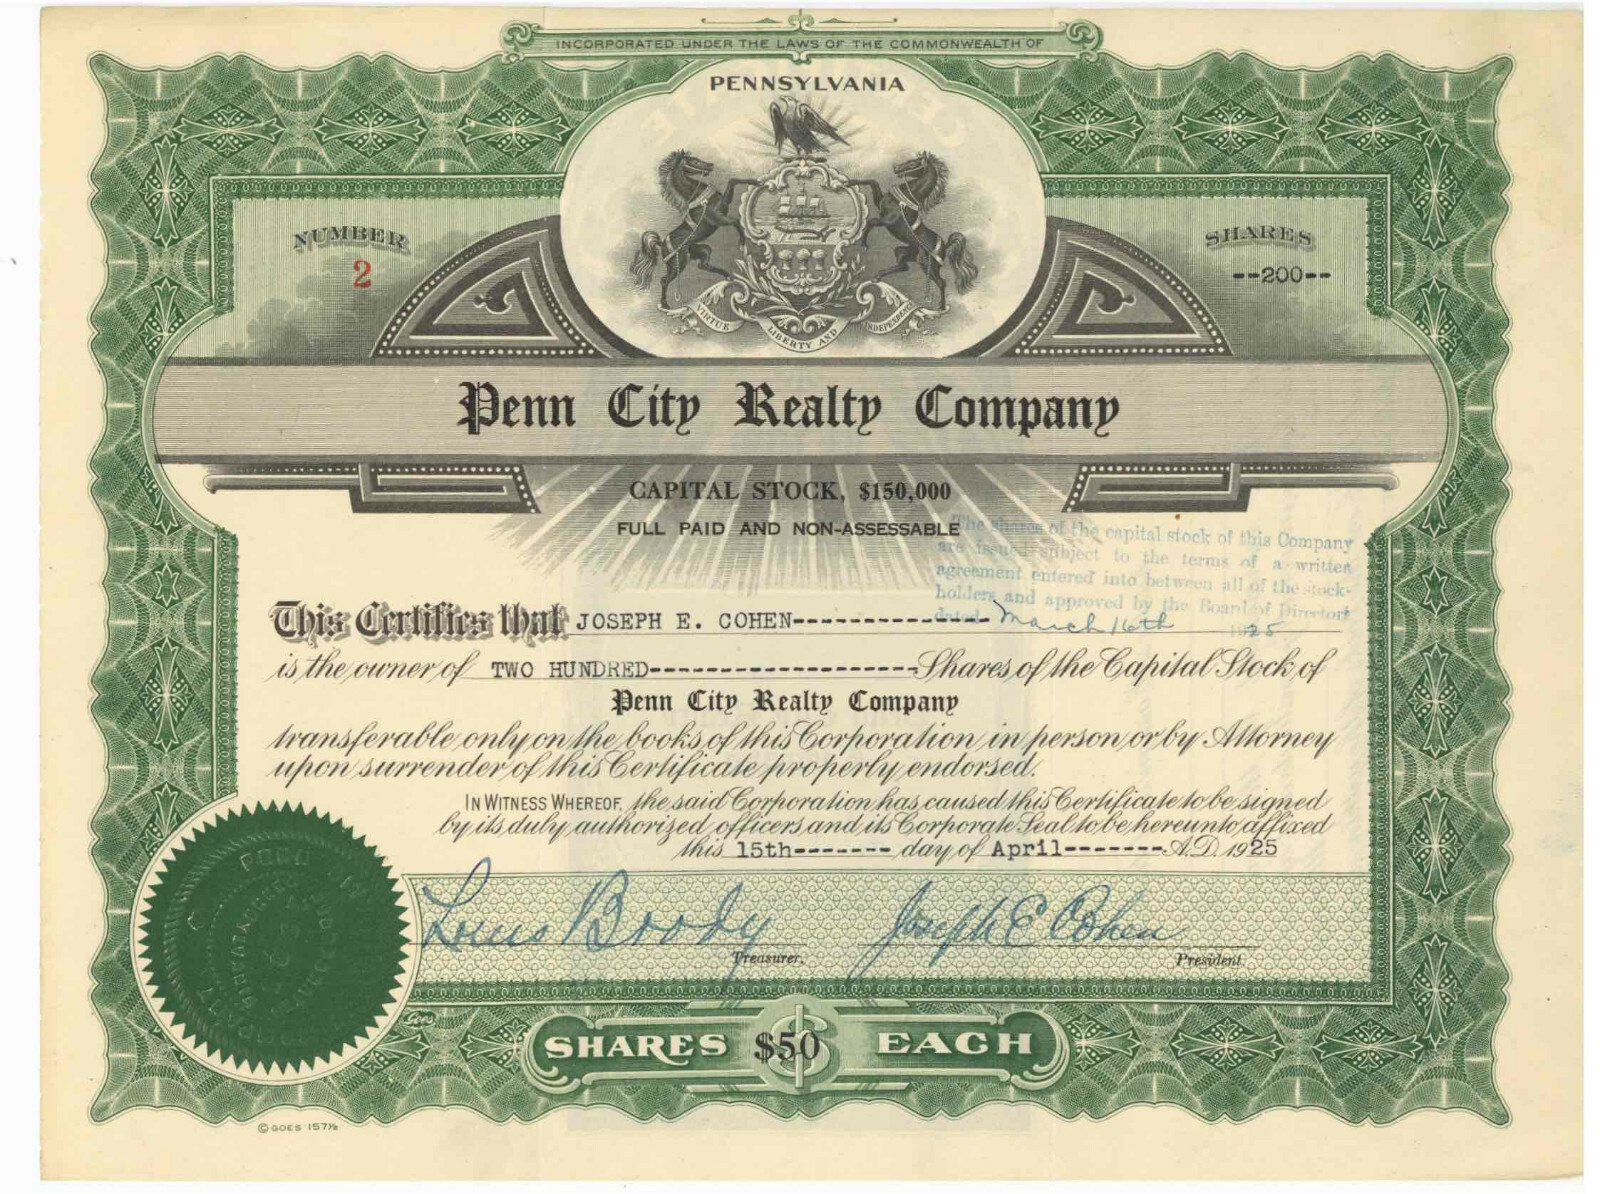 INCORPORATED UNDER THE LAWS OF THE COMMONWEALTH OF
PENNSYLVANIA
NUMBER
2
SHARES
--200--
VIRTUE
LIBERTY AND
INDEPENDENCE
Penn City Realty Company
CAPITAL STOCK, $150,000
FULL PAID AND NON-ASSESSABLE
The shares of the capital stock of this Company
are issued subject to the terms of a written
agreement entered into between all of the stock-
holders and approved by the Board of Directors
dated March 16th 1925
This Certifies that JOSEPH E. COHEN--------------------
is the owner of TWO HUNDRED-------------------- Shares of the Capital Stock of
Penn City Realty Company
transferable only on the books of this Corporation in person or by Attorney
upon surrender of this Certificate properly endorsed.
IN WITNESS WHEREOF, the said Corporation has caused this Certificate to be signed
by its duly authorized officers and its Corporate Seal to be hereunto affixed
this 15th------- day of April------- A.D. 1925
Louis Broody
Treasurer.
Joseph E Cohen
President.
PENN
Goes
SHARES $50 EACH
© GOES 157½